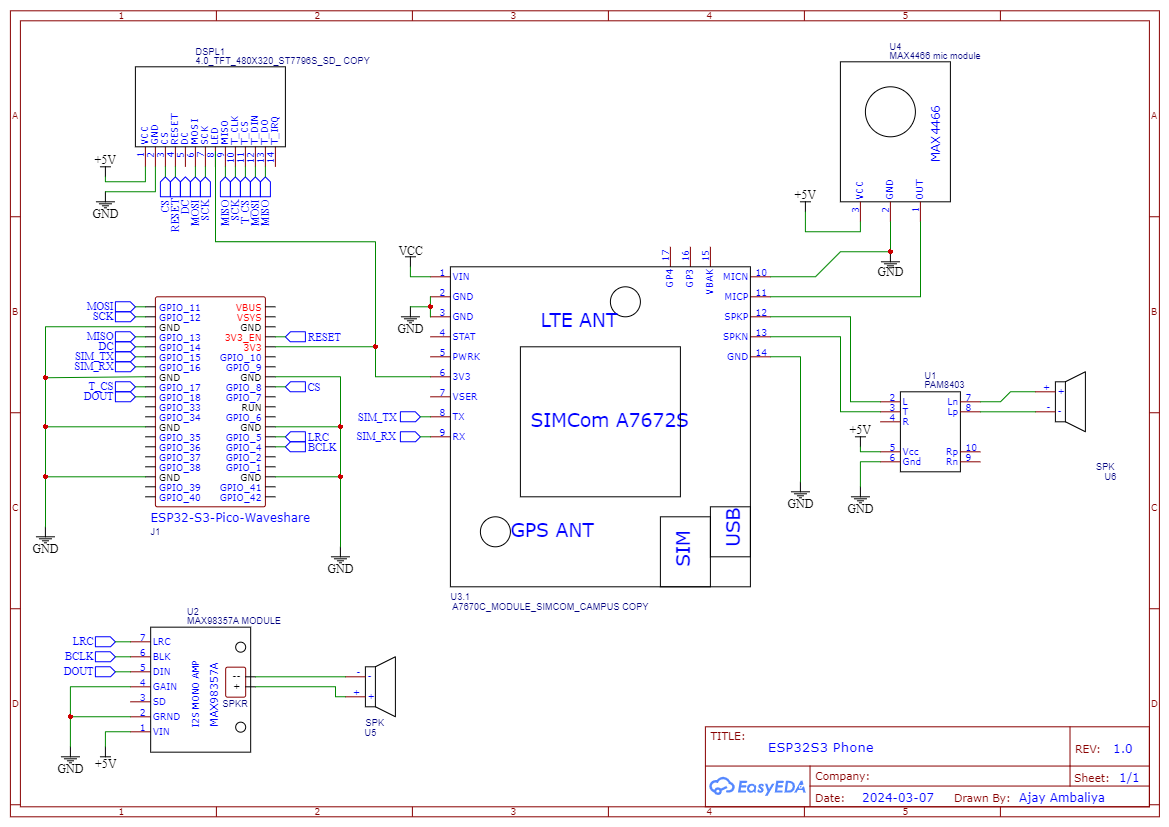 1 2 3 4 5
A
B
C
D
DSPL1
4.0_TFT_480X320_ST7796S_SD_ COPY
VCC GND CS RESET DC MOSI SCK LED MISO T_CLK T_CS T_DIN T_DO T_IRQ
1 2 3 4 5 6 7 8 9 10 11 12 13 14
+5V
GND
CS RESET DC MOSI SCK MISO SCK T_CS MOSI MISO
U4
MAX4466 mic module
MAX4466
VCC GND OUT
3 2 1
+5V
GND
MOSI GPIO_11 VBUS
SCK GPIO_12 VSYS
GND GND
MISO GPIO_13 3V3_EN RESET
DC GPIO_14 3V3
SIM_TX GPIO_15 GPIO_10
SIM_RX GPIO_16 GPIO_9
GND GND
T_CS GPIO_17 GPIO_8 CS
DOUT GPIO_18 GPIO_7
GPIO_33 RUN
GPIO_34 GPIO_6
GND GND
GPIO_35 GPIO_5 LRC
GPIO_36 GPIO_4 BCLK
GPIO_37 GPIO_2
GPIO_38 GPIO_1
GND GND
GPIO_39 GPIO_41
GPIO_40 GPIO_42
ESP32-S3-Pico-Waveshare
J1
GND
GND
VCC
GND
17 16 15
GP4 GP3 VBAK
1 VIN
2 GND
3 GND
4 STAT
5 PWRK
6 3V3
7 VSER
SIM_TX 8 TX
SIM_RX 9 RX
MICN 10
MICP 11
SPKP 12
SPKN 13
GND 14
LTE ANT
SIMCom A7672S
GPS ANT
SIM
USB
U3.1
A7670C_MODULE_SIMCOM_CAMPUS COPY
GND
U1
PAM8403
2 L Ln 7
3 T Lp 8
4 R
5 Vcc Rp 10
6 Gnd Rn 9
+5V
GND
+ +
- -
SPK
U6
U2
MAX98357A MODULE
LRC 7 LRC
BCLK 6 BLK
DOUT 5 DIN
4 GAIN
3 SD
2 GRND
1 VIN
I2S MONO AMP
MAX98357A
--
+
SPKR
GND
+5V
- -
+ +
SPK
U5
TITLE:
ESP32S3 Phone
REV: 1.0
EasyEDA
Company:
Sheet: 1/1
Date: 2024-03-07 Drawn By: Ajay Ambaliya
A
B
C
D
1 2 3 4 5